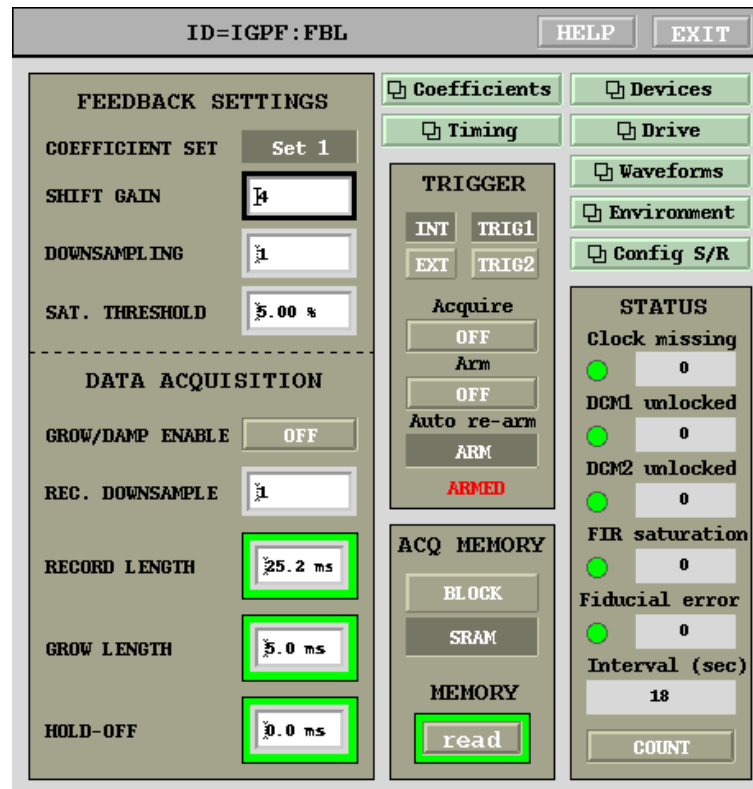 ID=IGPF:FBL
HELP
EXIT
FEEDBACK SETTINGS
COEFFICIENT SET Set 1
SHIFT GAIN 4
DOWNSAMPLING 1
SAT. THRESHOLD 5.00 %
DATA ACQUISITION
GROW/DAMP ENABLE OFF
REC. DOWNSAMPLE 1
RECORD LENGTH 25.2 ms
GROW LENGTH 5.0 ms
HOLD-OFF 0.0 ms
Coefficients
Timing
TRIGGER
INT TRIG1
EXT TRIG2
Acquire
OFF
Arm
OFF
Auto re-arm
ARM
ARMED
ACQ MEMORY
BLOCK
SRAM
MEMORY
read
Devices
Drive
Waveforms
Environment
Config S/R
STATUS
Clock missing
0
DCM1 unlocked
0
DCM2 unlocked
0
FIR saturation
0
Fiducial error
0
Interval (sec)
18
COUNT